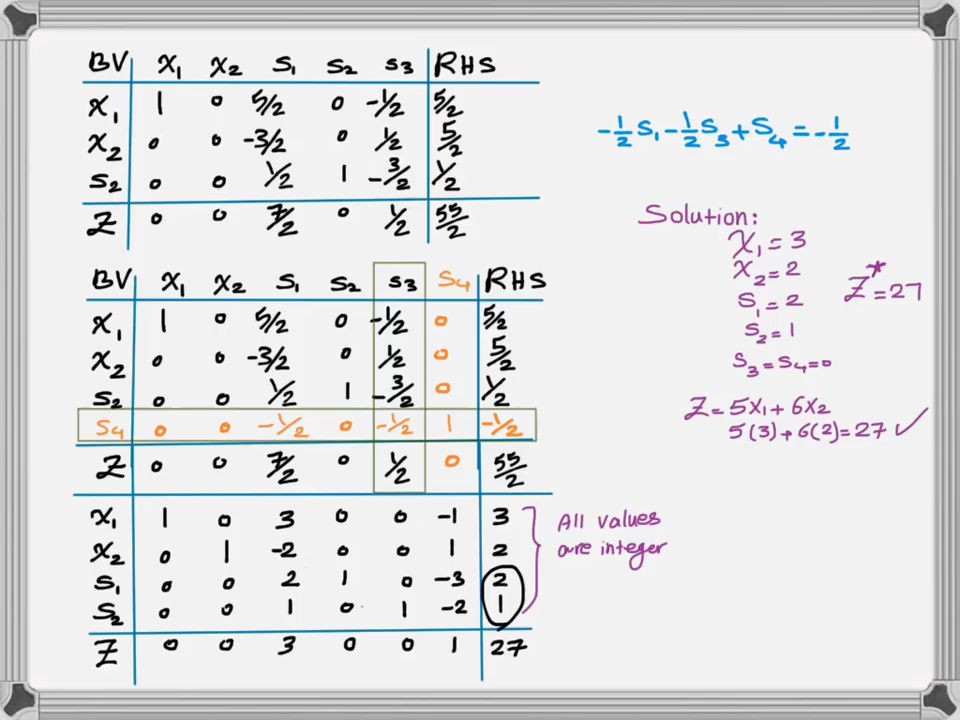 BV x1 x2 s1 s2 s3 RHS
x1 1 0 5/2 0 -1/2 5/2
x2 0 0 -3/2 0 1/2 5/2
s2 0 0 1/2 1 -3/2 1/2
Z 0 0 7/2 0 1/2 55/2
-1/2 s1 - 1/2 s3 + s4 = -1/2
BV x1 x2 s1 s2 s3 s4 RHS
x1 1 0 5/2 0 -1/2 0 5/2
x2 0 0 -3/2 0 1/2 0 5/2
s2 0 0 1/2 1 -3/2 0 1/2
s4 0 0 -1/2 0 -1/2 1 -1/2
Z 0 0 7/2 0 1/2 0 55/2
x1 1 0 3 0 0 -1 3
x2 0 1 -2 0 0 1 2
s1 0 0 2 1 0 -3 2
s2 0 0 1 0 1 -2 1
Z 0 0 3 0 0 1 27
All values
are integer
Solution:
x1 = 3
x2 = 2
s1 = 2
s2 = 1
s3 = s4 = 0
Z* = 27
Z = 5x1 + 6x2
5(3) + 6(2) = 27 ✓